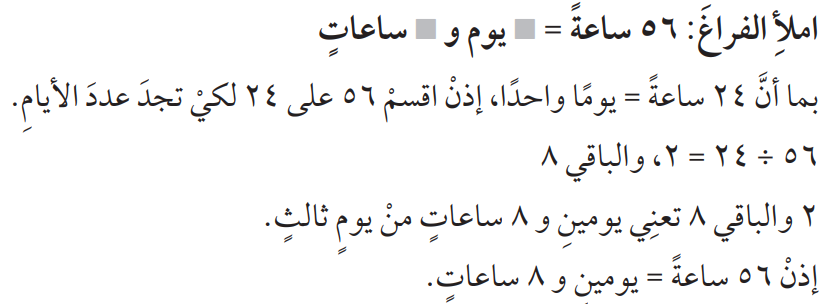 املأِ الفراغَ: ٥٦ ساعةً = ■ يوم و ■ ساعاتٍ
بما أنَّ ٢٤ ساعةً = يومًا واحدًا، إذنْ اقسمْ ٥٦ على ٢٤ لكيْ تجدَ عددَ الأيامِ.
٥٦ ÷ ٢٤ = ٢، والباقي ٨
٢ والباقي ٨ تعنِي يومينِ و ٨ ساعاتٍ منْ يومٍ ثالثٍ.
إذنْ ٥٦ ساعةً = يومينِ و ٨ ساعاتٍ.